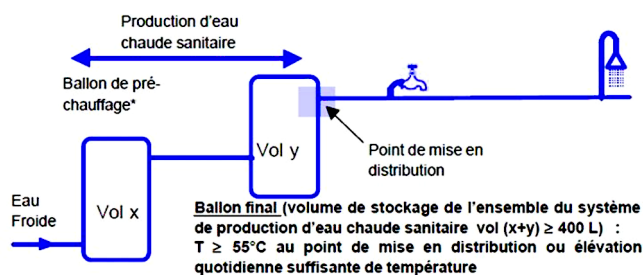 Production d'eau
chaude sanitaire
Ballon de pré-
chauffage*
Vol y
Point de mise en
distribution
Vol x
Eau
Froide
Ballon final (volume de stockage de l'ensemble du système
de production d'eau chaude sanitaire vol (x+y) ≥ 400 L) :
T ≥ 55°C au point de mise en distribution ou élévation
quotidienne suffisante de température